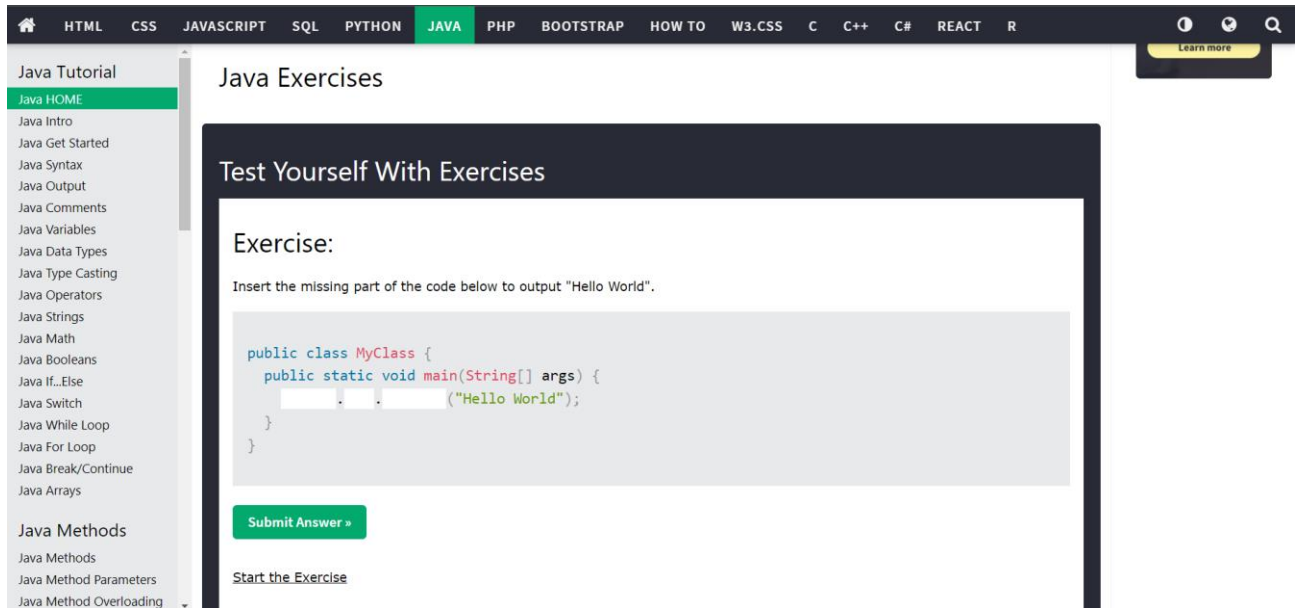 HTML CSS JAVASCRIPT SQL PYTHON JAVA PHP BOOTSTRAP HOW TO W3.CSS C C++ C# REACT R
Learn more
Java Tutorial
Java HOME
Java Intro
Java Get Started
Java Syntax
Java Output
Java Comments
Java Variables
Java Data Types
Java Type Casting
Java Operators
Java Strings
Java Math
Java Booleans
Java If...Else
Java Switch
Java While Loop
Java For Loop
Java Break/Continue
Java Arrays
Java Methods
Java Methods
Java Method Parameters
Java Method Overloading
Java Exercises
Test Yourself With Exercises
Exercise:
Insert the missing part of the code below to output "Hello World".
public class MyClass {
public static void main(String[] args) {
. . ("Hello World");
}
}
Submit Answer »
Start the Exercise